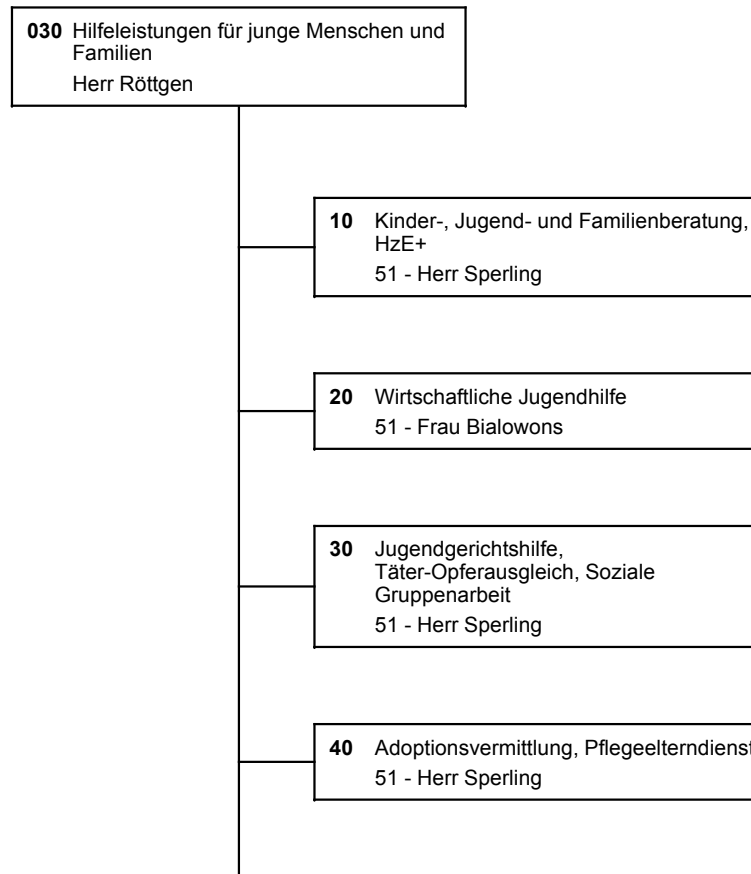 030 Hilfeleistungen für junge Menschen und
Familien
Herr Röttgen
10 Kinder-, Jugend- und Familienberatung,
HzE+
51 - Herr Sperling
20 Wirtschaftliche Jugendhilfe
51 - Frau Bialowons
30 Jugendgerichtshilfe,
Täter-Opferausgleich, Soziale
Gruppenarbeit
51 - Herr Sperling
40 Adoptionsvermittlung, Pflegeelterndienst
51 - Herr Sperling